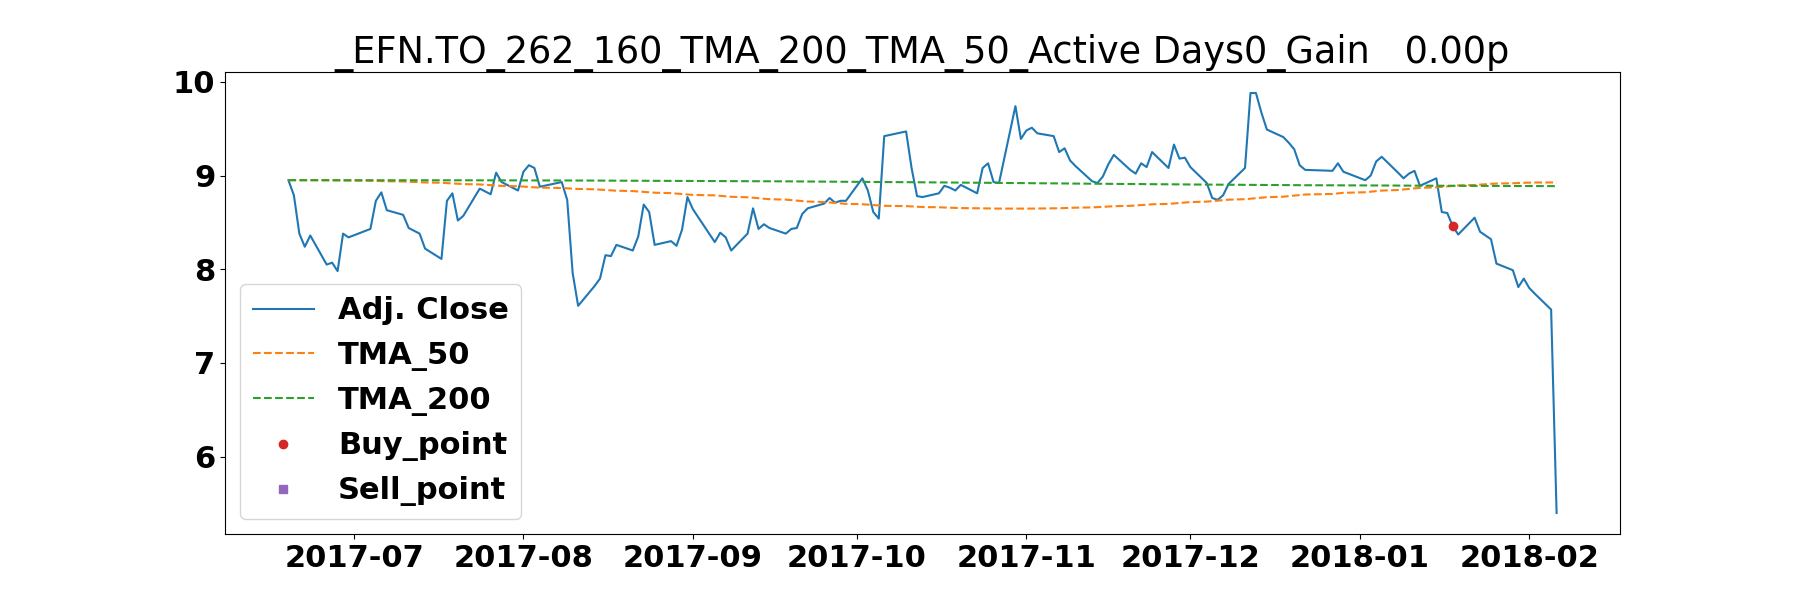 _EFN.TO_262_160_TMA_200_TMA_50_Active Days0_Gain   0.00p
10
9
8
7
6
Adj. Close
TMA_50
TMA_200
Buy_point
Sell_point
2017-07 2017-08 2017-09 2017-10 2017-11 2017-12 2018-01 2018-02